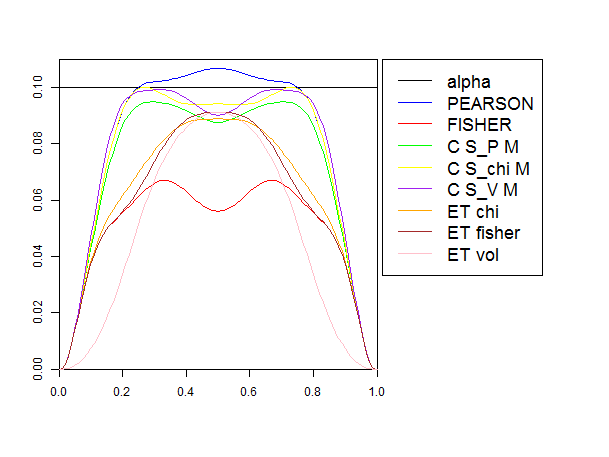 0.10
0.08
0.06
0.04
0.02
0.00
0.0 0.2 0.4 0.6 0.8 1.0
alpha
PEARSON
FISHER
C S_P M
C S_chi M
C S_V M
ET chi
ET fisher
ET vol